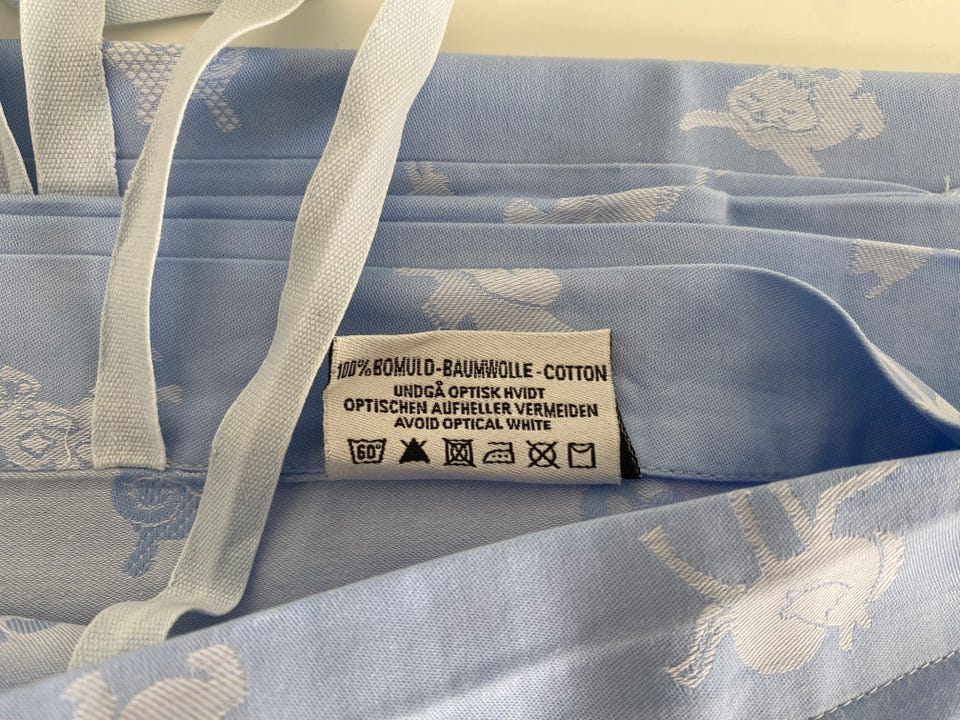 100% BOMULD-BAUMWOLLE-COTTON
UNDGÅ OPTISK HVIDT
OPTISCHEN AUFHELLER VERMEIDEN
AVOID OPTICAL WHITE
60°